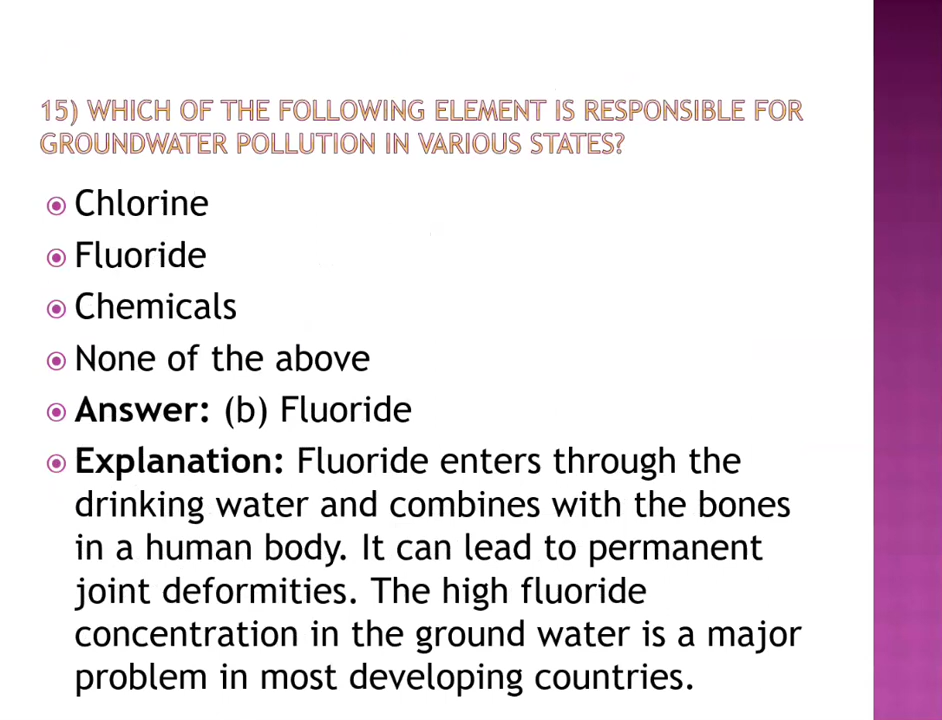 15) WHICH OF THE FOLLOWING ELEMENT IS RESPONSIBLE FOR
GROUNDWATER POLLUTION IN VARIOUS STATES?
Chlorine
Fluoride
Chemicals
None of the above
Answer: (b) Fluoride
Explanation: Fluoride enters through the
drinking water and combines with the bones
in a human body. It can lead to permanent
joint deformities. The high fluoride
concentration in the ground water is a major
problem in most developing countries.